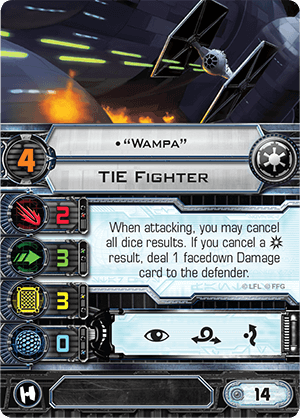 • "Wampa"
4
TIE Fighter
2
3
3
0
When attacking, you may cancel
all dice results. If you cancel a
result, deal 1 facedown Damage
card to the defender.
©LFL ©FFG
14